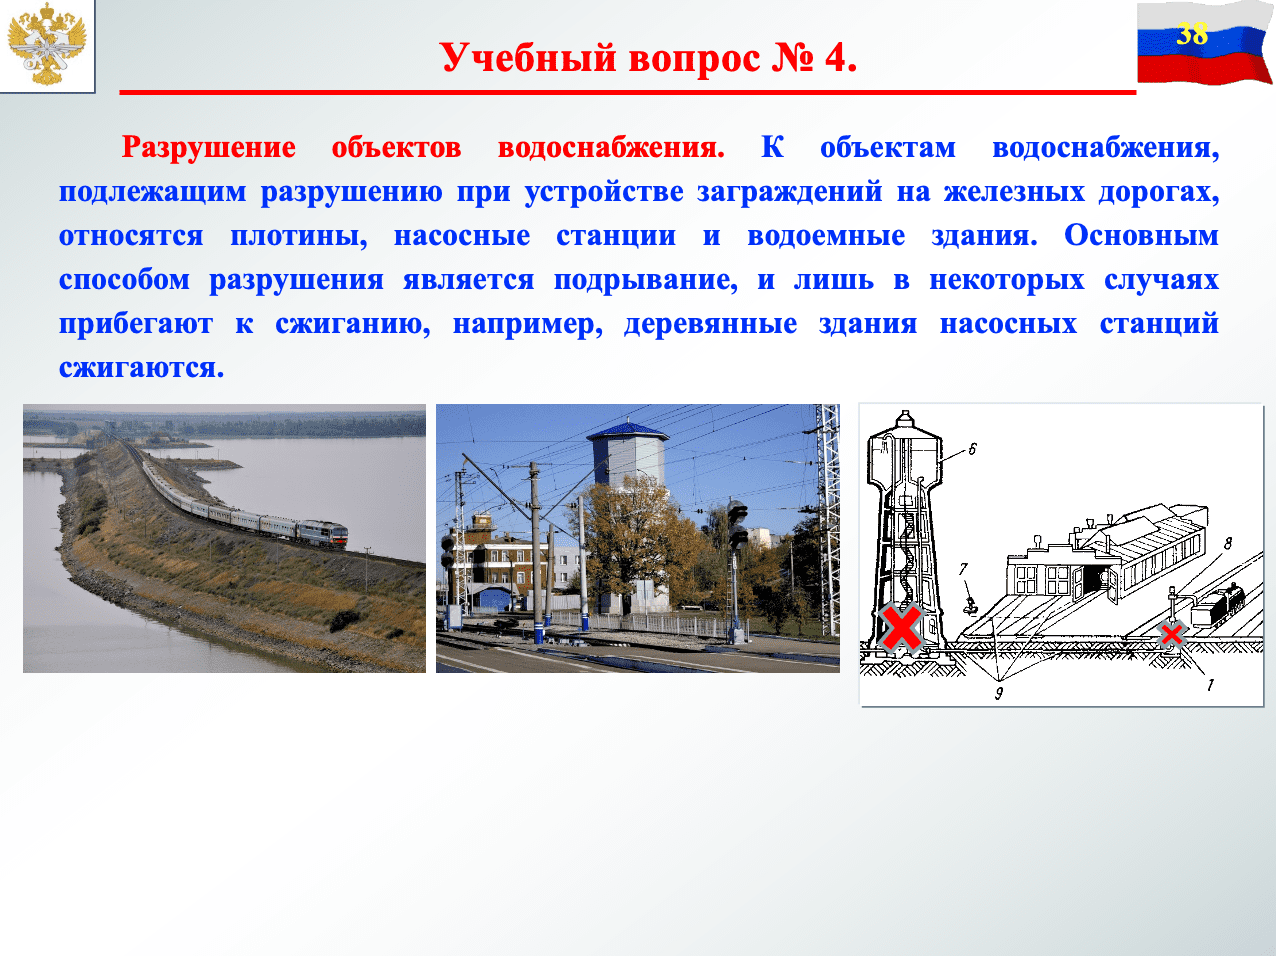 38
Учебный вопрос № 4.
Разрушение объектов водоснабжения. К объектам водоснабжения,
подлежащим разрушению при устройстве заграждений на железных дорогах,
относятся плотины, насосные станции и водоемные здания. Основным
способом разрушения является подрывание, и лишь в некоторых случаях
прибегают к сжиганию, например, деревянные здания насосных станций
сжигаются.
6
8
7
9
1